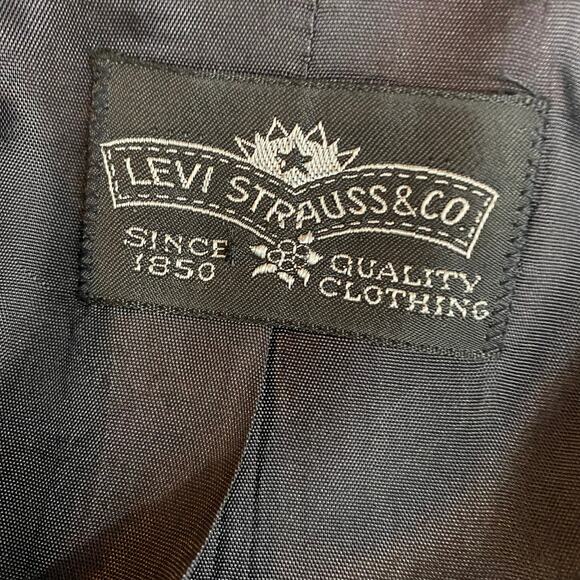 LEVI STRAUSS & CO
SINCE
1850
QUALITY
CLOTHING